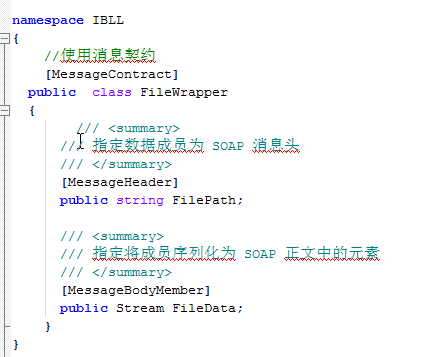 namespace IBLL
{
//使用消息契约
[MessageContract]
public  class FileWrapper
{
/// <summary>
/// 指定数据成员为 SOAP 消息头
/// </summary>
[MessageHeader]
public string FilePath;
/// <summary>
/// 指定将成员序列化为 SOAP 正文中的元素
/// </summary>
[MessageBodyMember]
public Stream FileData;
}
}